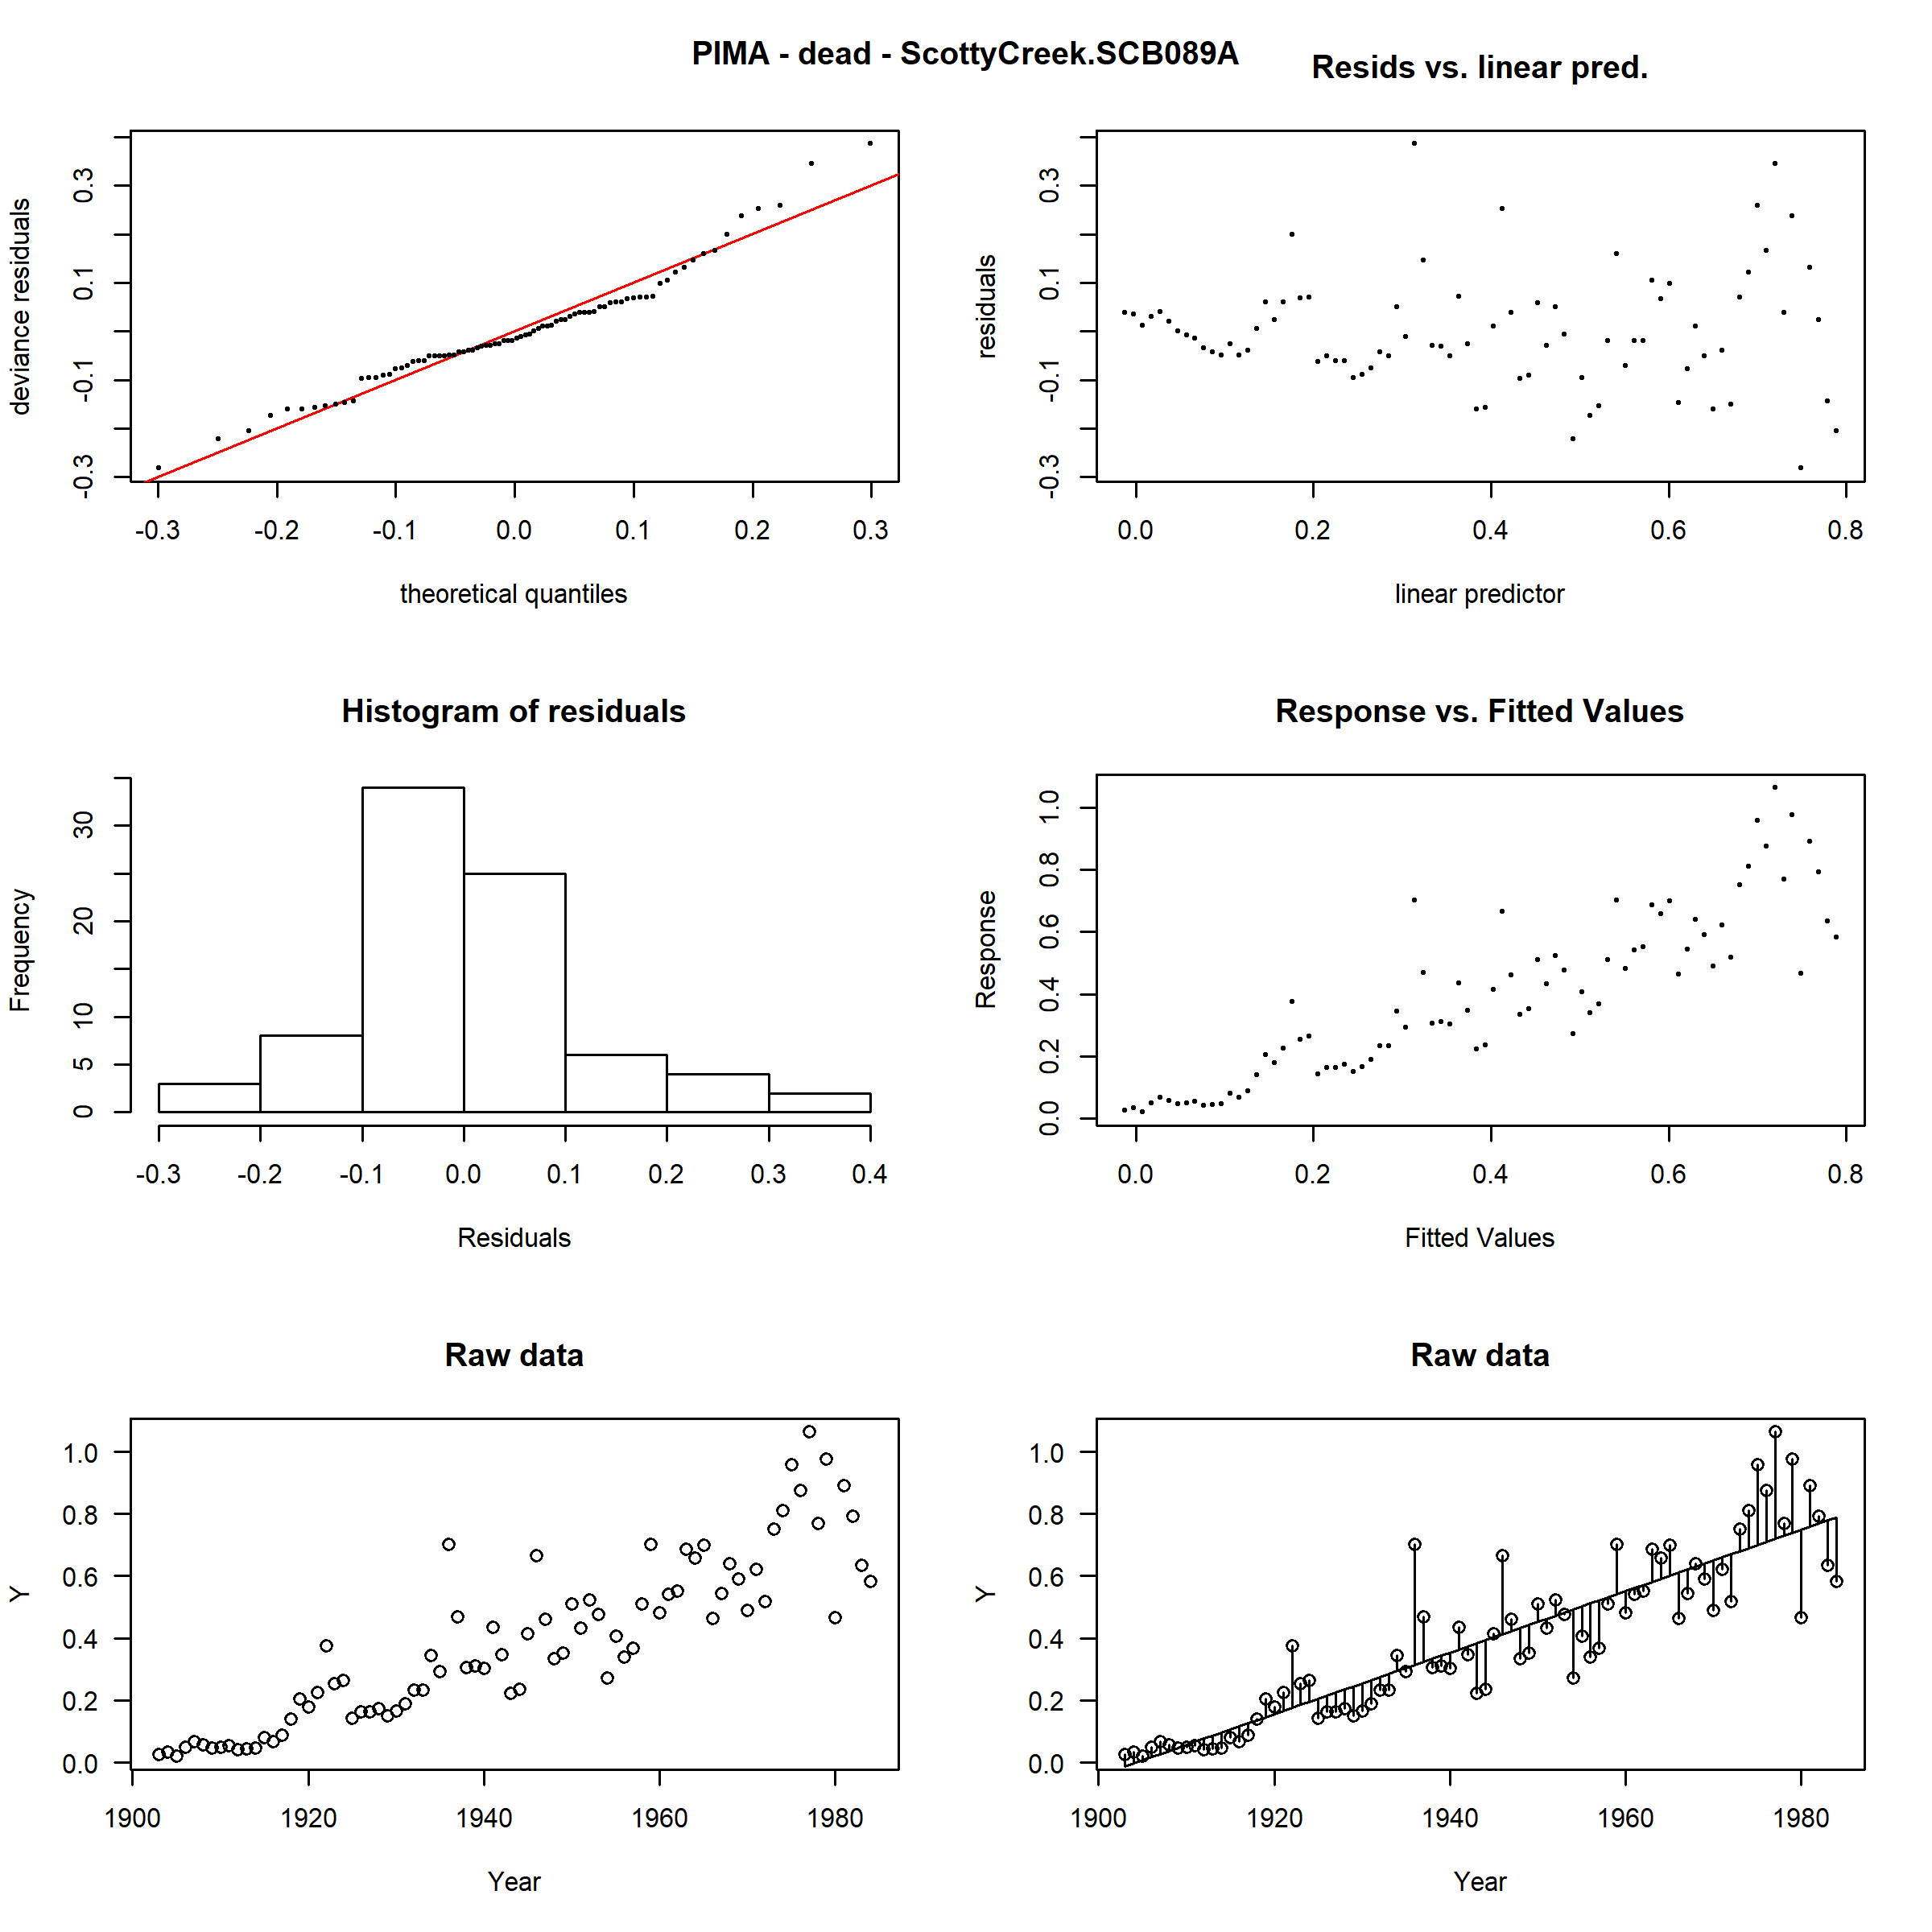 PIMA - dead - ScottyCreek.SCB089A
Resids vs. linear pred.
deviance residuals
-0.3 -0.1 0.1 0.3
-0.3 -0.2 -0.1 0.0 0.1 0.2 0.3
theoretical quantiles
residuals
-0.3 -0.1 0.1 0.3
0.0 0.2 0.4 0.6 0.8
linear predictor
Histogram of residuals
Frequency
0 5 10 20 30
-0.3 -0.2 -0.1 0.0 0.1 0.2 0.3 0.4
Residuals
Response vs. Fitted Values
Response
0.0 0.2 0.4 0.6 0.8 1.0
0.0 0.2 0.4 0.6 0.8
Fitted Values
Raw data
Y
1.0
0.8
0.6
0.4
0.2
0.0
1900 1920 1940 1960 1980
Year
Raw data
Y
1.0
0.8
0.6
0.4
0.2
0.0
1900 1920 1940 1960 1980
Year